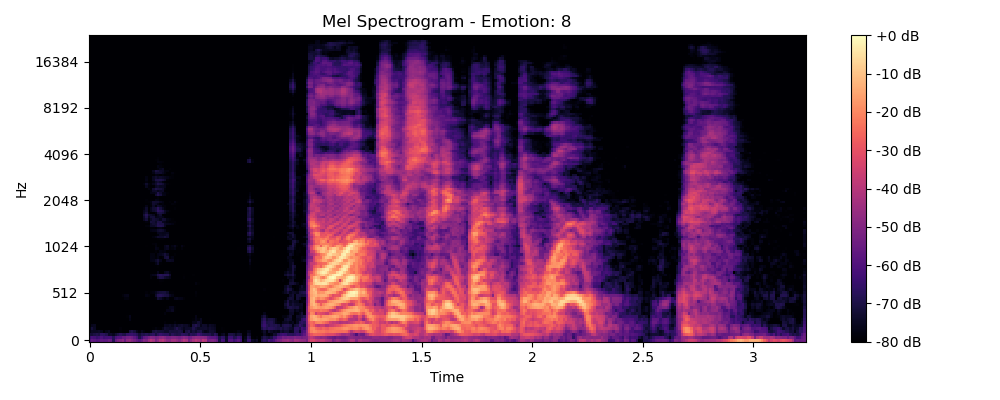 Mel Spectrogram - Emotion: 8
Hz
16384
8192
4096
2048
1024
512
0
0 0.5 1 1.5 2 2.5 3
Time
+0 dB
-10 dB
-20 dB
-30 dB
-40 dB
-50 dB
-60 dB
-70 dB
-80 dB